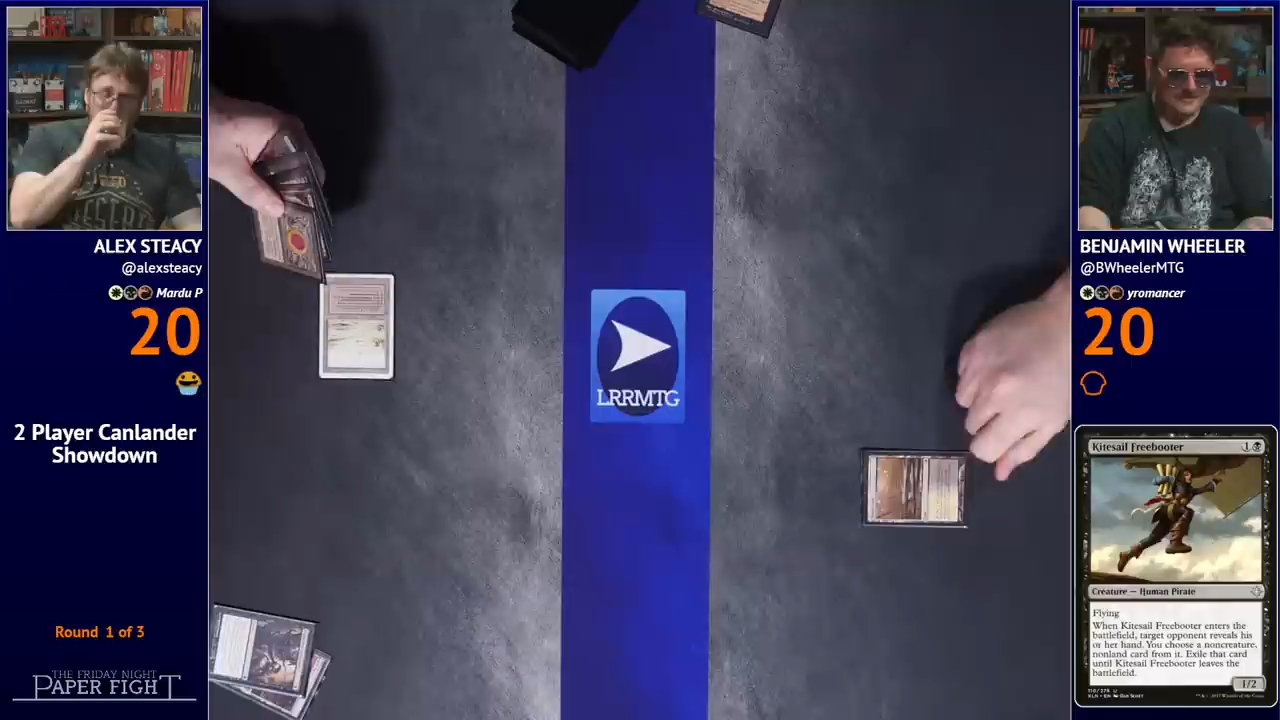 ALEX STEACY
@alexsteacy
Mardu P
20
2 Player Canlander
Showdown
Round 1 of 3
THE FRIDAY NIGHT
PAPER FIGHT
LRRMTG
BENJAMIN WHEELER
@BWheelerMTG
yromancer
20
Kitesail Freebooter 1
Creature — Human Pirate
Flying
When Kitesail Freebooter enters the
battlefield, target opponent reveals his
or her hand. You choose a noncreature,
nonland card from it. Exile that card
until Kitesail Freebooter leaves the
battlefield.
1/2